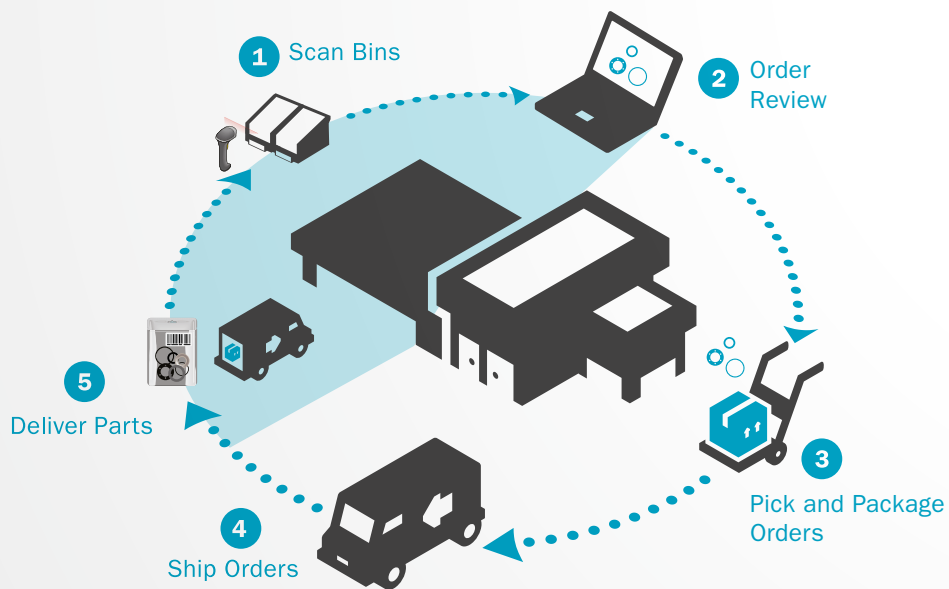 1 Scan Bins
2 Order
Review
3
Pick and Package
Orders
4
Ship Orders
5
Deliver Parts